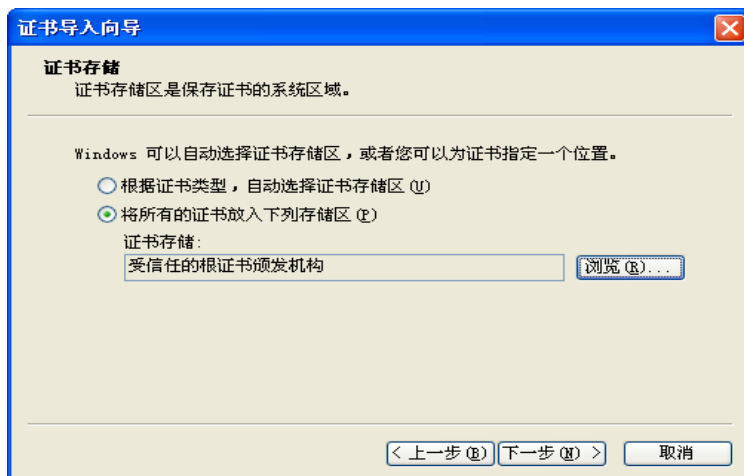 证书导入向导
证书存储
证书存储区是保存证书的系统区域。
Windows 可以自动选择证书存储区，或者您可以为证书指定一个位置。
根据证书类型，自动选择证书存储区(U)
将所有的证书放入下列存储区(P)
证书存储:
受信任的根证书颁发机构
浏览(R)...
< 上一步(B) 下一步(N) > 取消